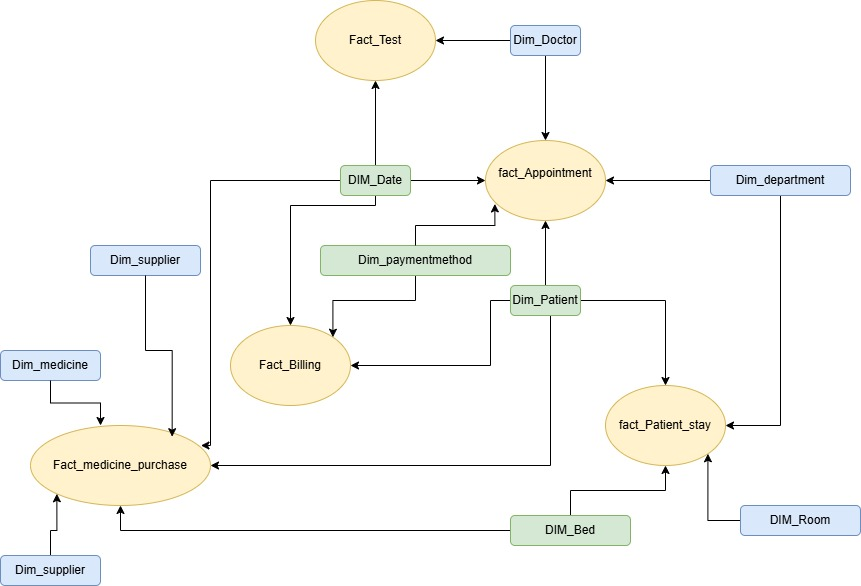 Fact_Test
Dim_Doctor
DIM_Date
fact_Appointment
Dim_department
Dim_supplier
Dim_paymentmethod
Dim_Patient
Dim_medicine
Fact_Billing
fact_Patient_stay
Fact_medicine_purchase
DIM_Bed
DIM_Room
Dim_supplier